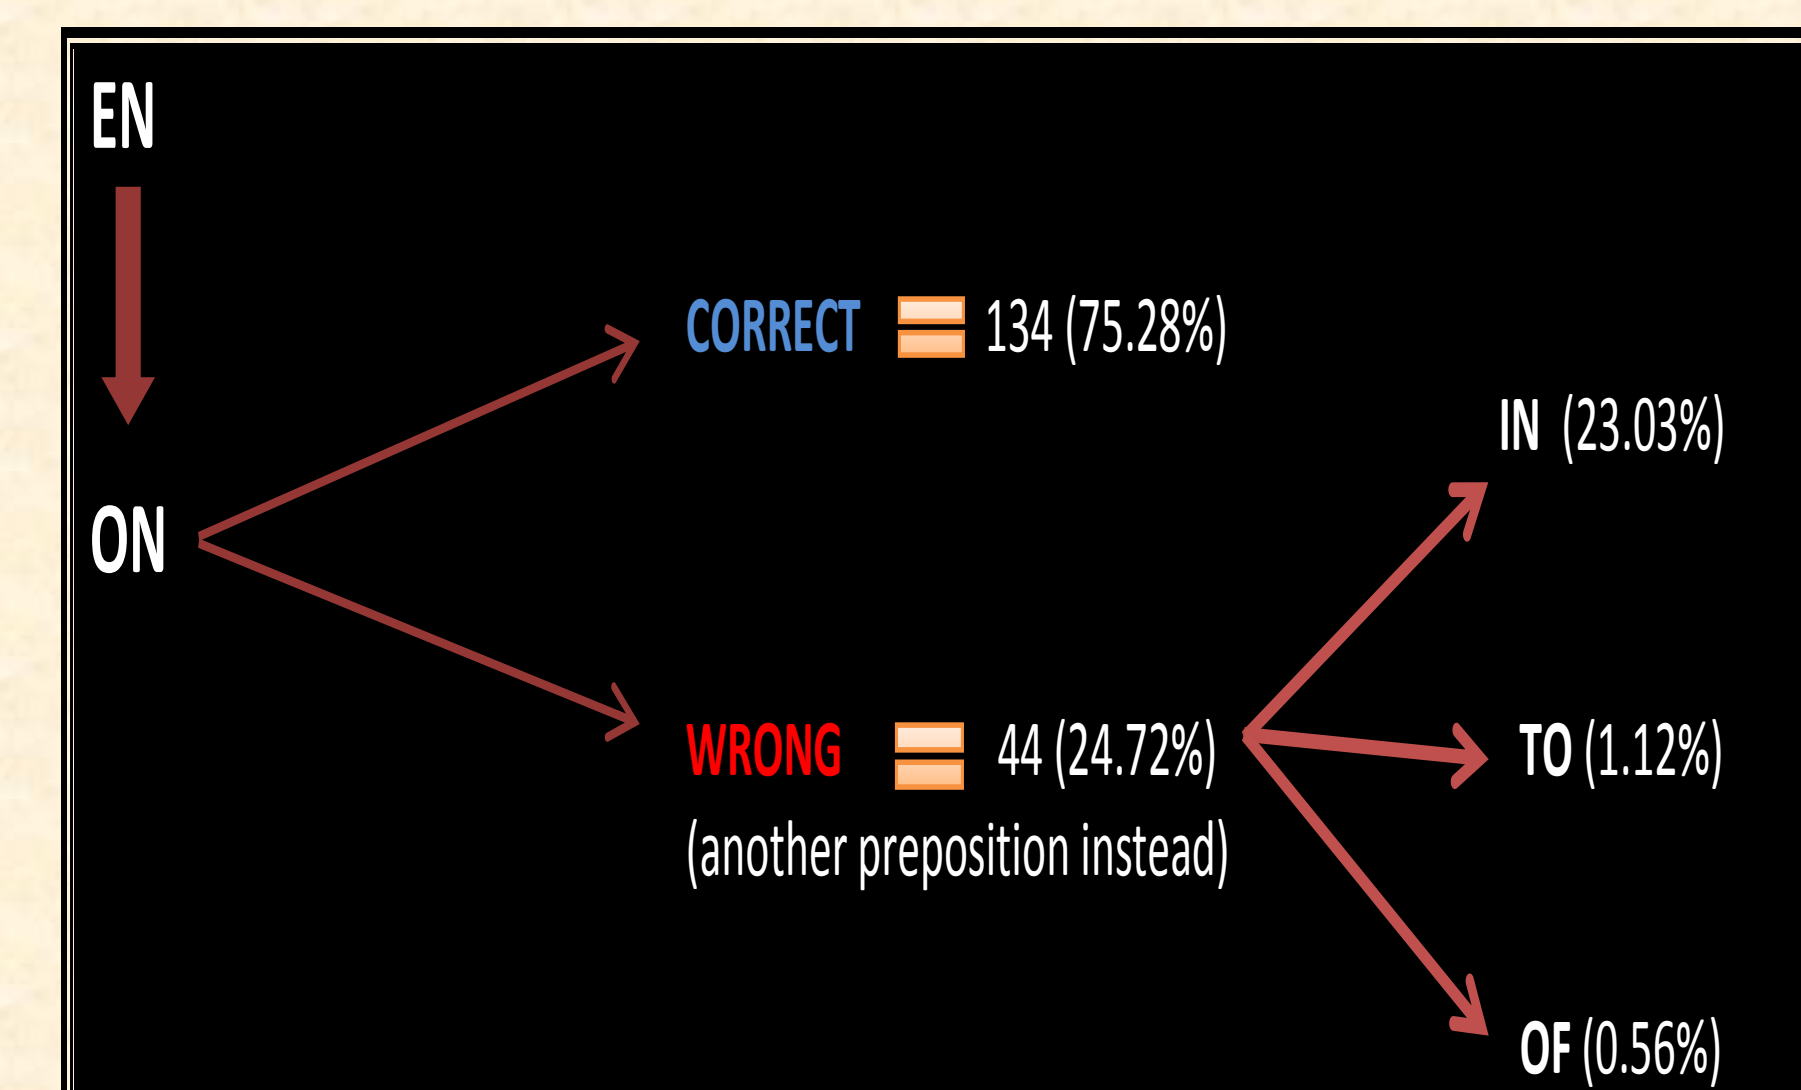 EN
CORRECT 134 (75.28%)
IN (23.03%)
ON
WRONG 44 (24.72%)
TO (1.12%)
(another preposition instead)
OF (0.56%)